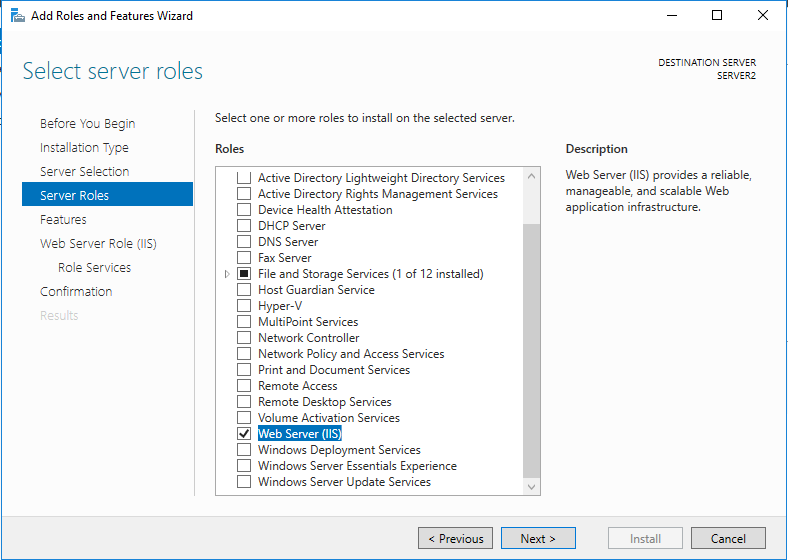 Add Roles and Features Wizard
Select server roles
DESTINATION SERVER
SERVER2
Before You Begin
Installation Type
Server Selection
Server Roles
Features
Web Server Role (IIS)
Role Services
Confirmation
Results
Select one or more roles to install on the selected server.
Roles
Active Directory Lightweight Directory Services
Active Directory Rights Management Services
Device Health Attestation
DHCP Server
DNS Server
Fax Server
File and Storage Services (1 of 12 installed)
Host Guardian Service
Hyper-V
MultiPoint Services
Network Controller
Network Policy and Access Services
Print and Document Services
Remote Access
Remote Desktop Services
Volume Activation Services
Web Server (IIS)
Windows Deployment Services
Windows Server Essentials Experience
Windows Server Update Services
Description
Web Server (IIS) provides a reliable,
manageable, and scalable Web
application infrastructure.
< Previous
Next >
Install
Cancel